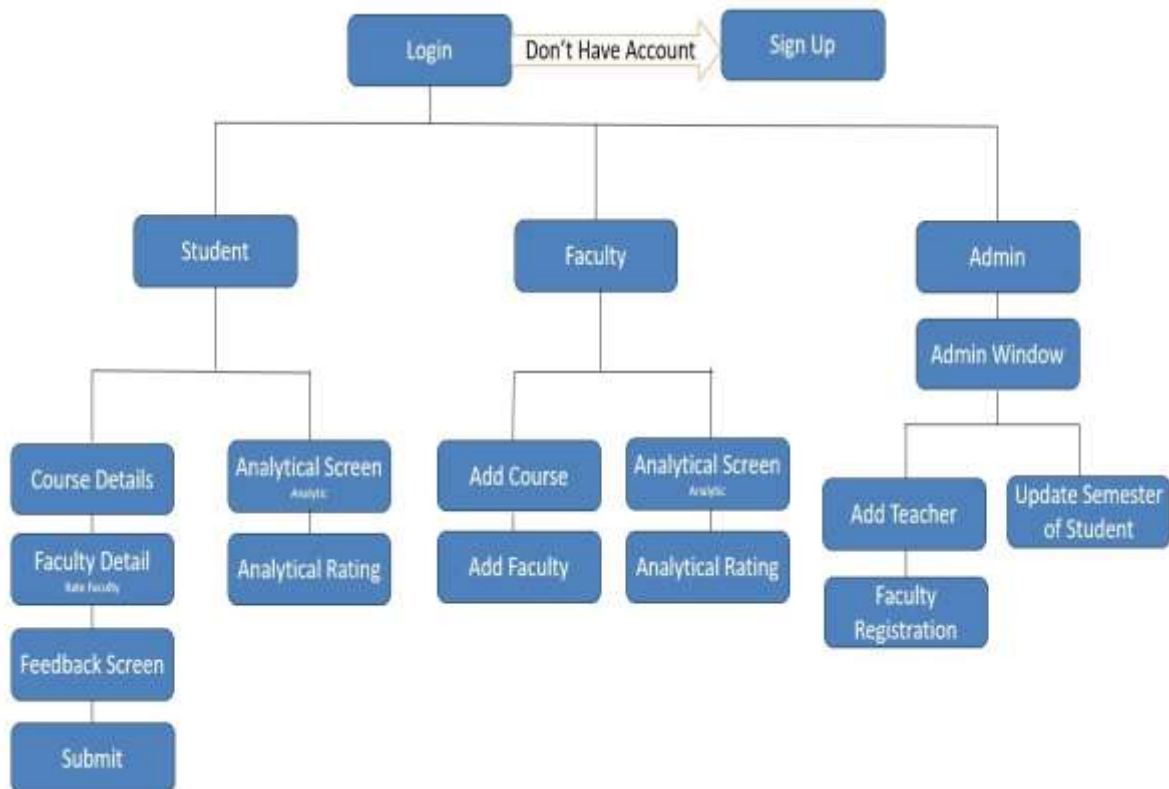 Login
Don't Have Account
Sign Up
Student
Faculty
Admin
Admin Window
Course Details
Analytical Screen
Analytic
Add Course
Analytical Screen
Analytic
Add Teacher
Update Semester
of Student
Faculty Detail
Rate Faculty
Analytical Rating
Add Faculty
Analytical Rating
Faculty
Registration
Feedback Screen
Submit